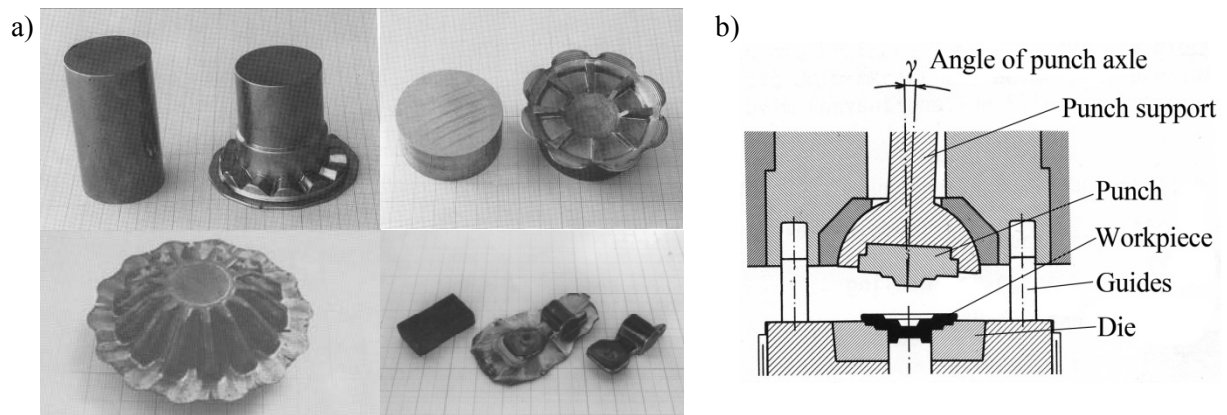 a)
b)
γ Angle of punch axle
Punch support
Punch
Workpiece
Guides
Die